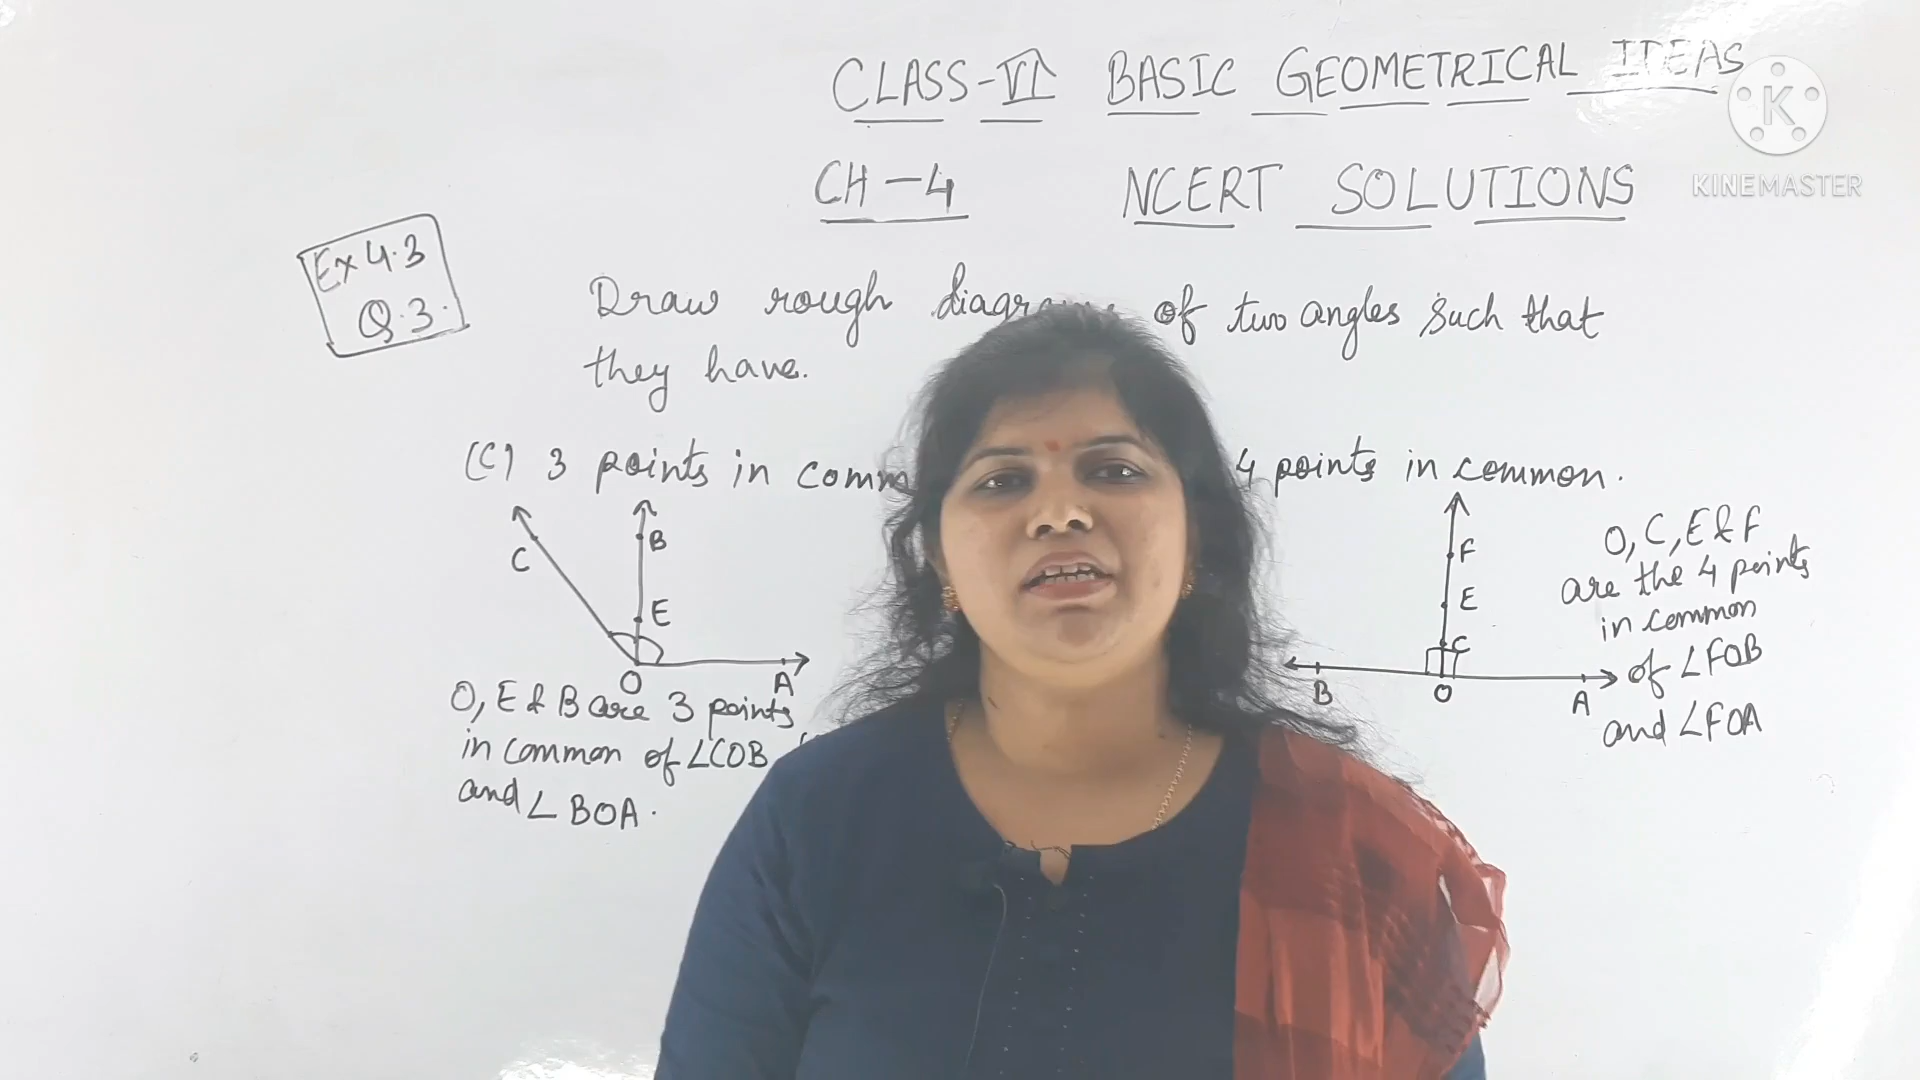 CLASS-VI BASIC GEOMETRICAL IDEAS
CH-4 NCERT SOLUTIONS
K
KINEMASTER
Ex 4.3
Q.3.
Draw rough of two angles such that
they have.
(C) 3 points in
4 points in common.
C
B
E
O
A
O, E & B are 3 points
in common of ∠COB
and ∠BOA.
F
E
C
B
O
A
O, C, E & F
are the 4 points
in common
of ∠FOB
and ∠FOA